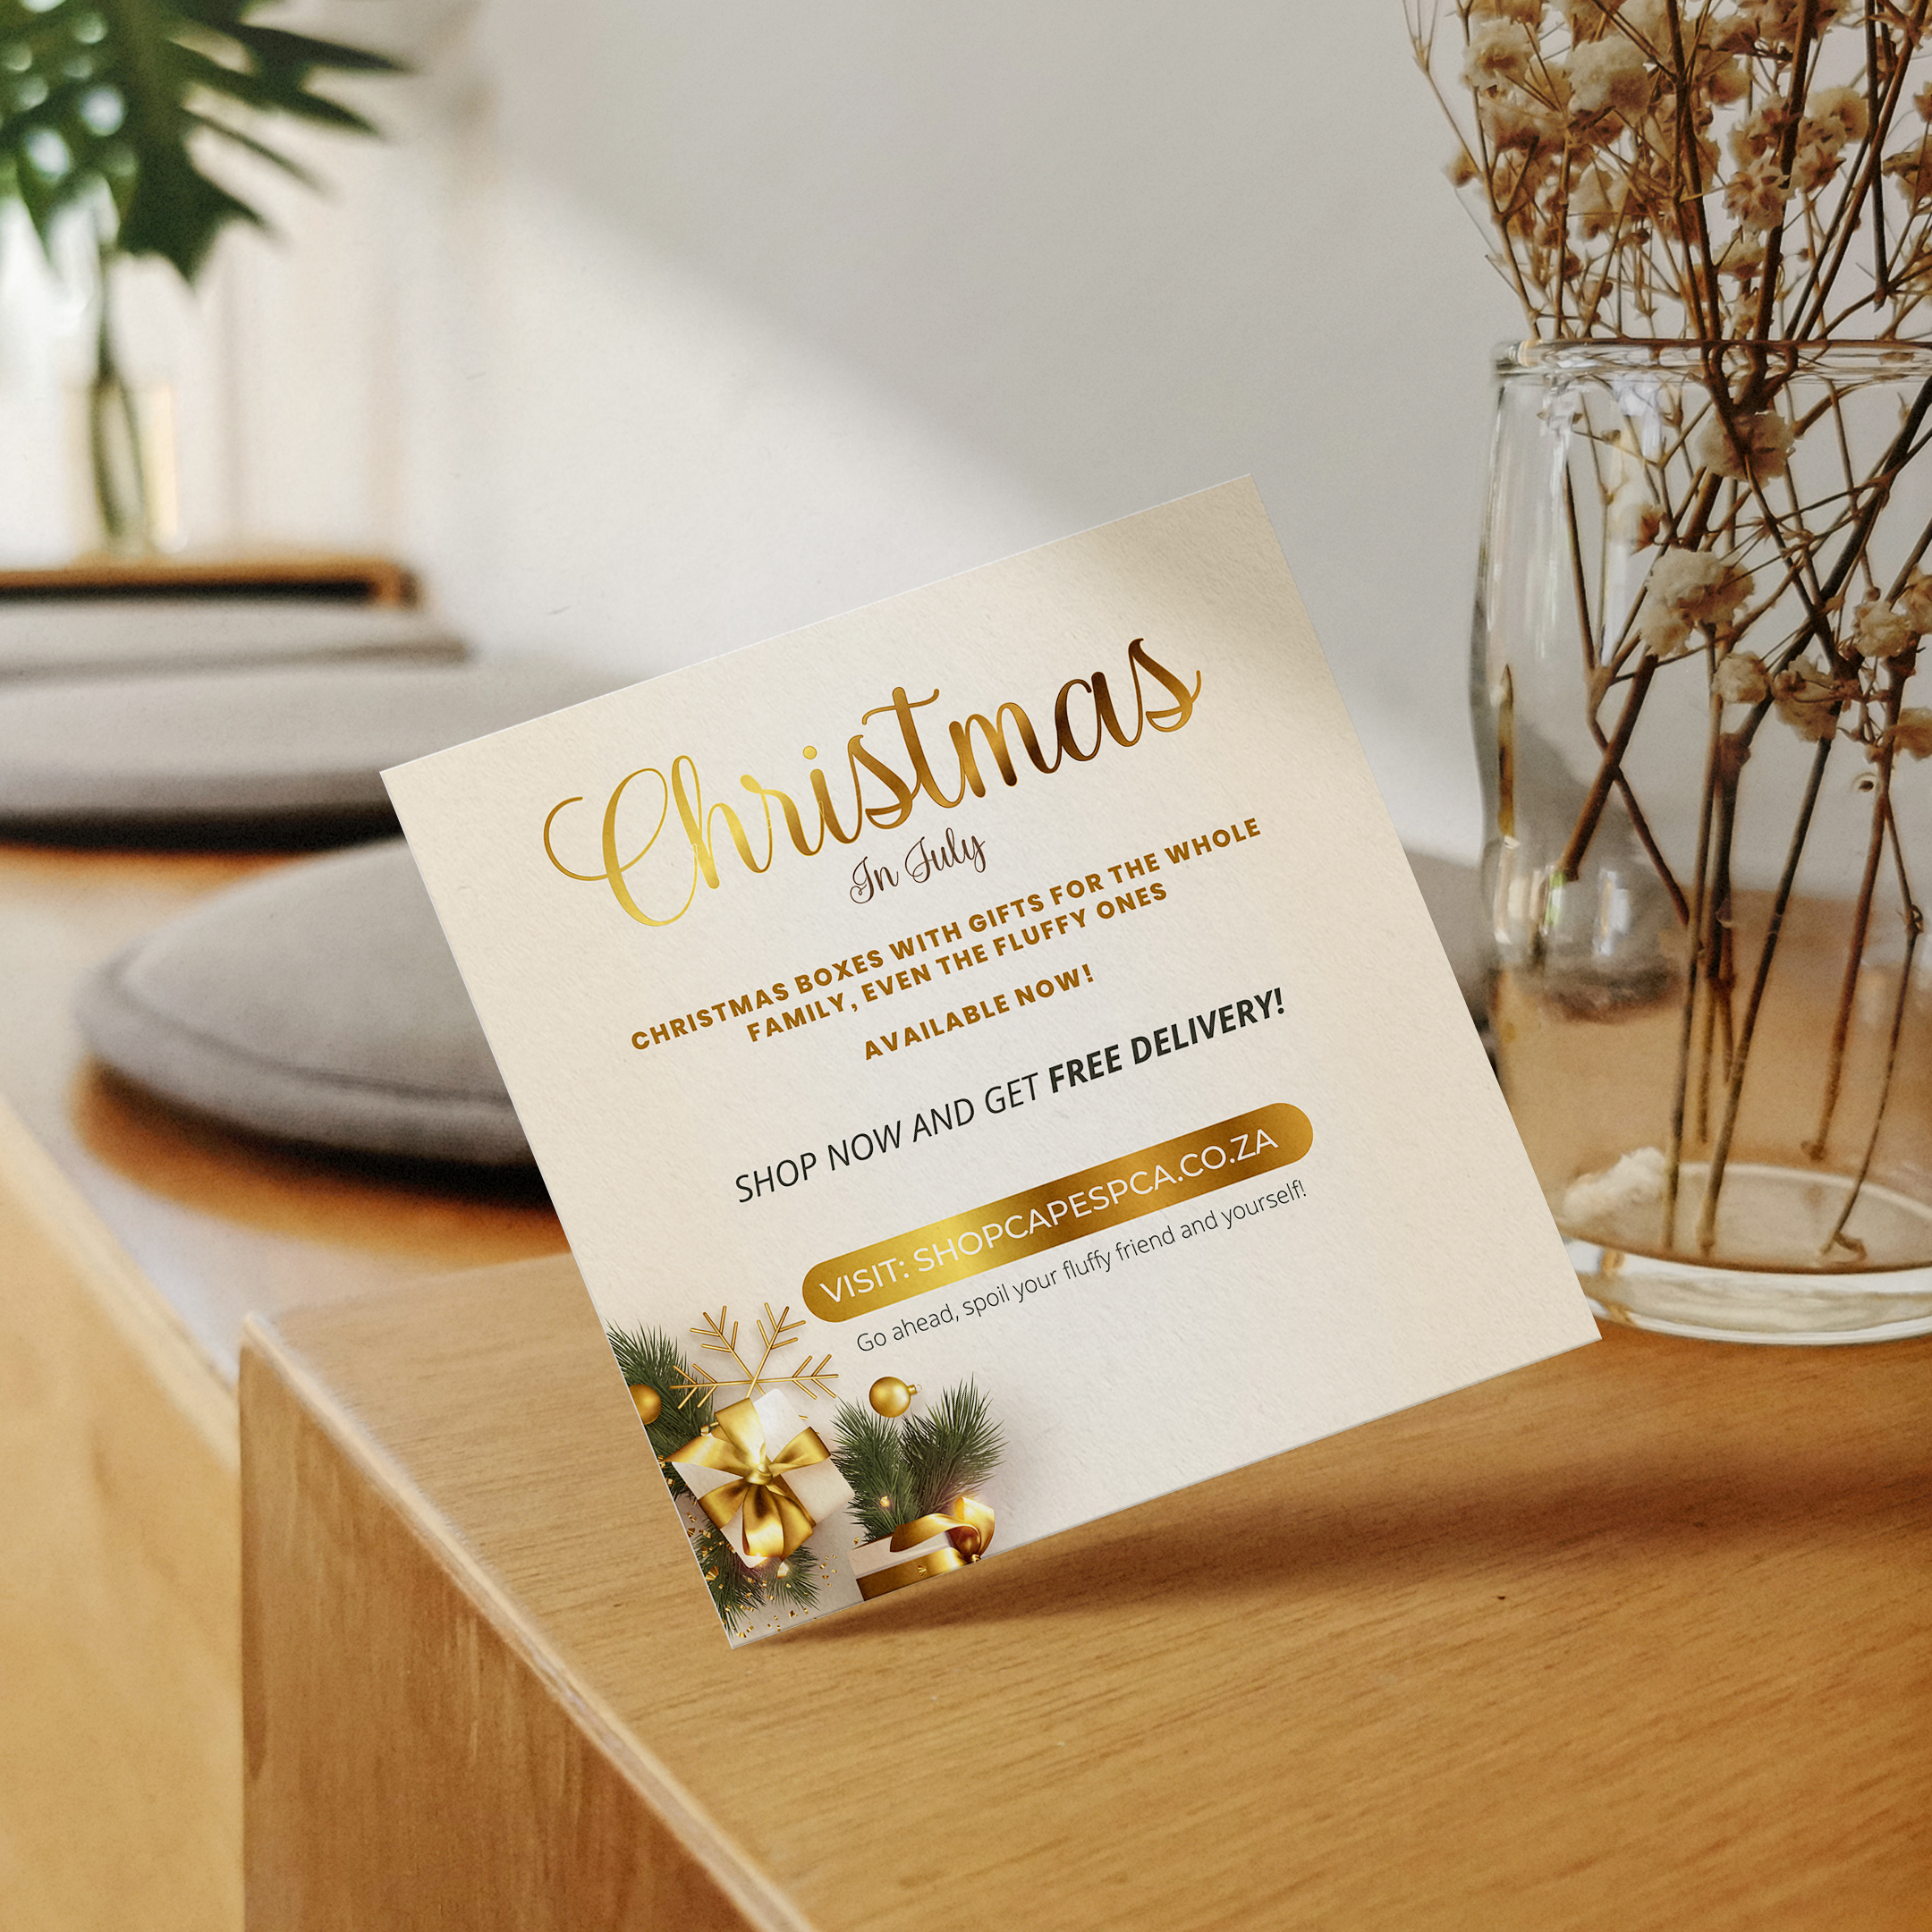 Christmas
In July
CHRISTMAS BOXES WITH GIFTS FOR THE WHOLE
FAMILY, EVEN THE FLUFFY ONES
AVAILABLE NOW!
SHOP NOW AND GET FREE DELIVERY!
VISIT: SHOPCAPESPCA.CO.ZA
Go ahead, spoil your fluffy friend and yourself!